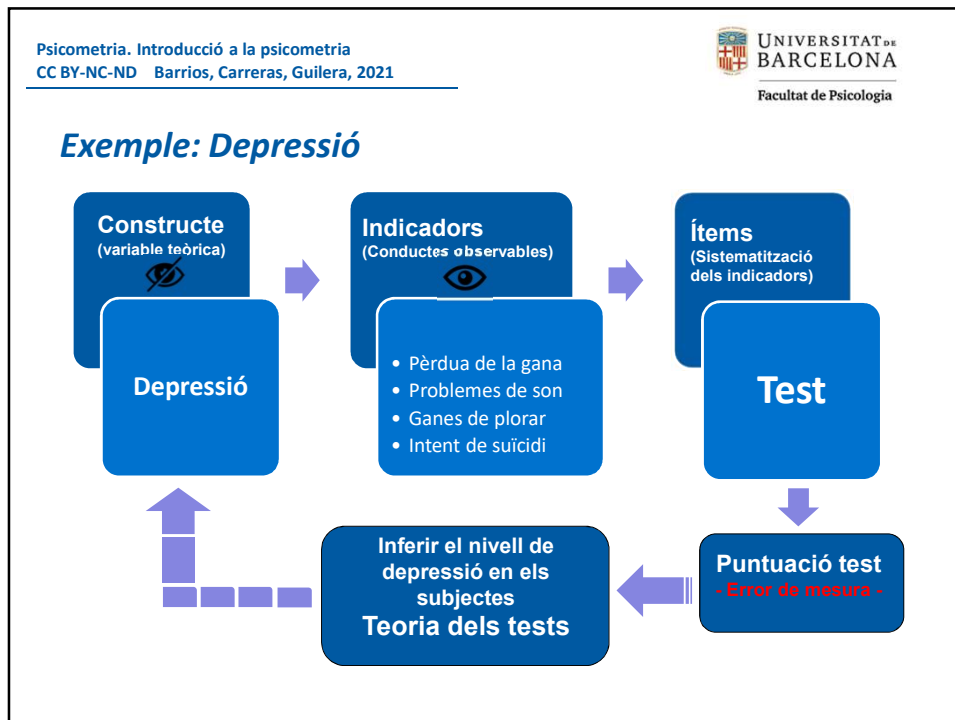 Psicometria. Introducció a la psicometria
CC BY-NC-ND Barrios, Carreras, Guilera, 2021
UNIVERSITAT DE
BARCELONA
Facultat de Psicologia
Exemple: Depressió
Constructe
(variable teòrica)
Depressió
Indicadors
(Conductes observables)
• Pèrdua de la gana
• Problemes de son
• Ganes de plorar
• Intent de suïcidi
Ítems
(Sistematització
dels indicadors)
Test
Puntuació test
- Error de mesura -
Inferir el nivell de
depressió en els
subjectes
Teoria dels tests